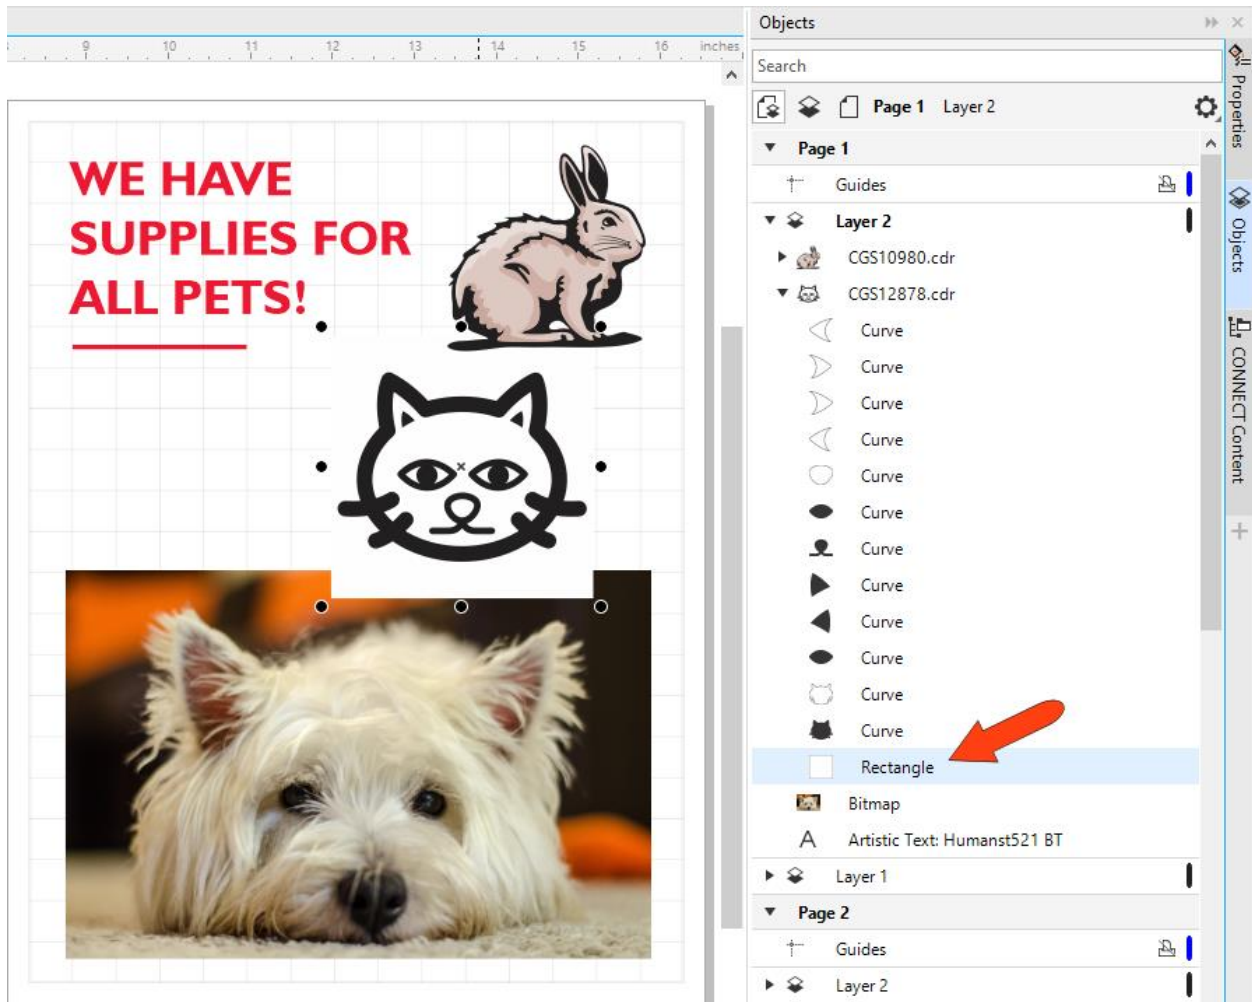 Objects
Search
Page 1 Layer 2
9 10 11 12 13 14 15 16 inches
WE HAVE
SUPPLIES FOR
ALL PETS!
Page 1
Guides
Layer 2
CGS10980.cdr
CGS12878.cdr
Curve
Curve
Curve
Curve
Curve
Curve
Curve
Curve
Curve
Curve
Curve
Curve
Rectangle
Bitmap
A Artistic Text: Humanst521 BT
Layer 1
Page 2
Guides
Layer 2
Properties
Objects
CONNECT Content